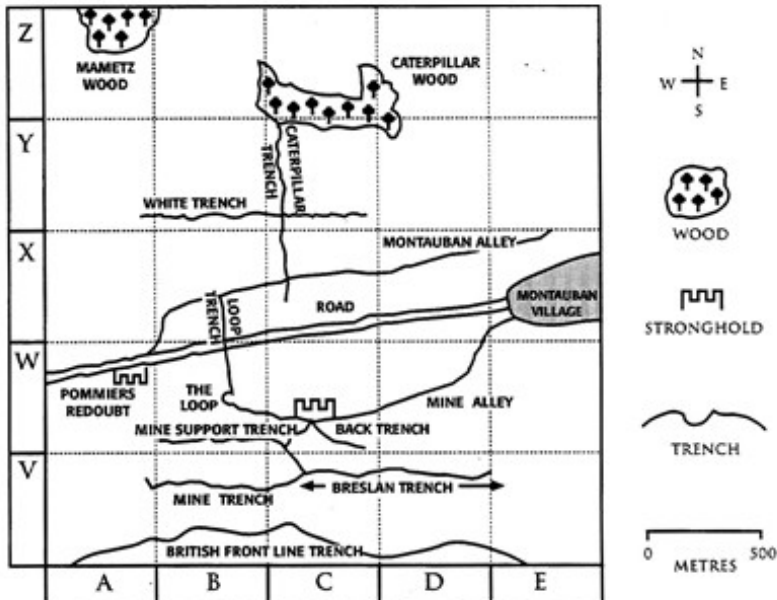 Z
MAMETZ
WOOD
CATERPILLAR
WOOD
N
W E
S
Y
CATERPILLAR
TRENCH
WHITE TRENCH
WOOD
X
MONTAUBAN ALLEY
LOOP
TRENCH
ROAD
MONTAUBAN
VILLAGE
STRONGHOLD
W
POMMIERS
REDOUBT
THE
LOOP
MINE ALLEY
MINE SUPPORT TRENCH
BACK TRENCH
TRENCH
V
MINE TRENCH
BRESLAN TRENCH
BRITISH FRONT LINE TRENCH
0 500
METRES
A B C D E